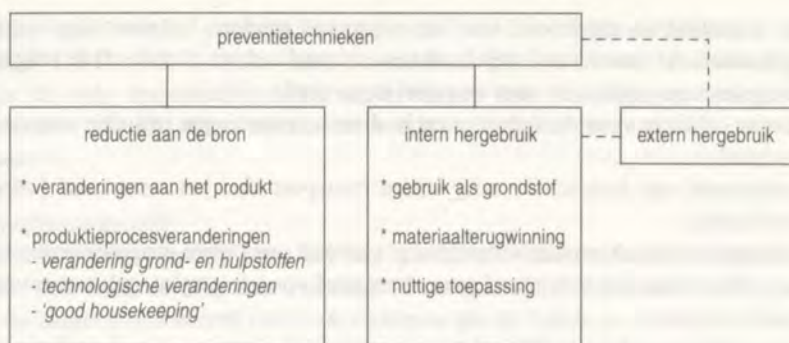 preventietechnieken
reductie aan de bron
* veranderingen aan het produkt
* produktieprocesveranderingen
- verandering grond- en hulpstoffen
- technologische veranderingen
- ‘good housekeeping’
intern hergebruik
* gebruik als grondstof
* materiaalterugwinning
* nuttige toepassing
extern hergebruik